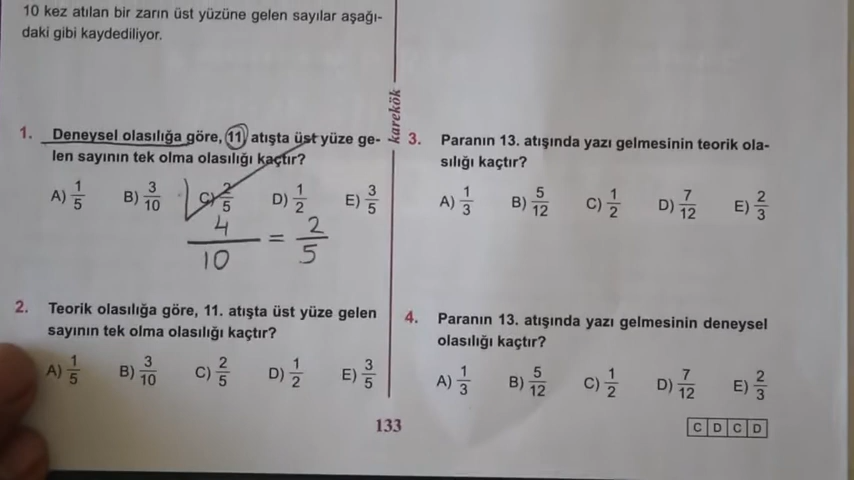 10 kez atılan bir zarın üst yüzüne gelen sayılar aşağı-
daki gibi kaydediliyor.
1. Deneysel olasılığa göre, 11 atışta üst yüze ge-
len sayının tek olma olasılığı kaçtır?
A) 1/5 B) 3/10 C) 2/5 D) 1/2 E) 3/5
4/10 = 2/5
2. Teorik olasılığa göre, 11. atışta üst yüze gelen
sayının tek olma olasılığı kaçtır?
A) 1/5 B) 3/10 C) 2/5 D) 1/2 E) 3/5
karekök
3. Paranın 13. atışında yazı gelmesinin teorik ola-
sılığı kaçtır?
A) 1/3 B) 5/12 C) 1/2 D) 7/12 E) 2/3
4. Paranın 13. atışında yazı gelmesinin deneysel
olasılığı kaçtır?
A) 1/3 B) 5/12 C) 1/2 D) 7/12 E) 2/3
133
C D C D